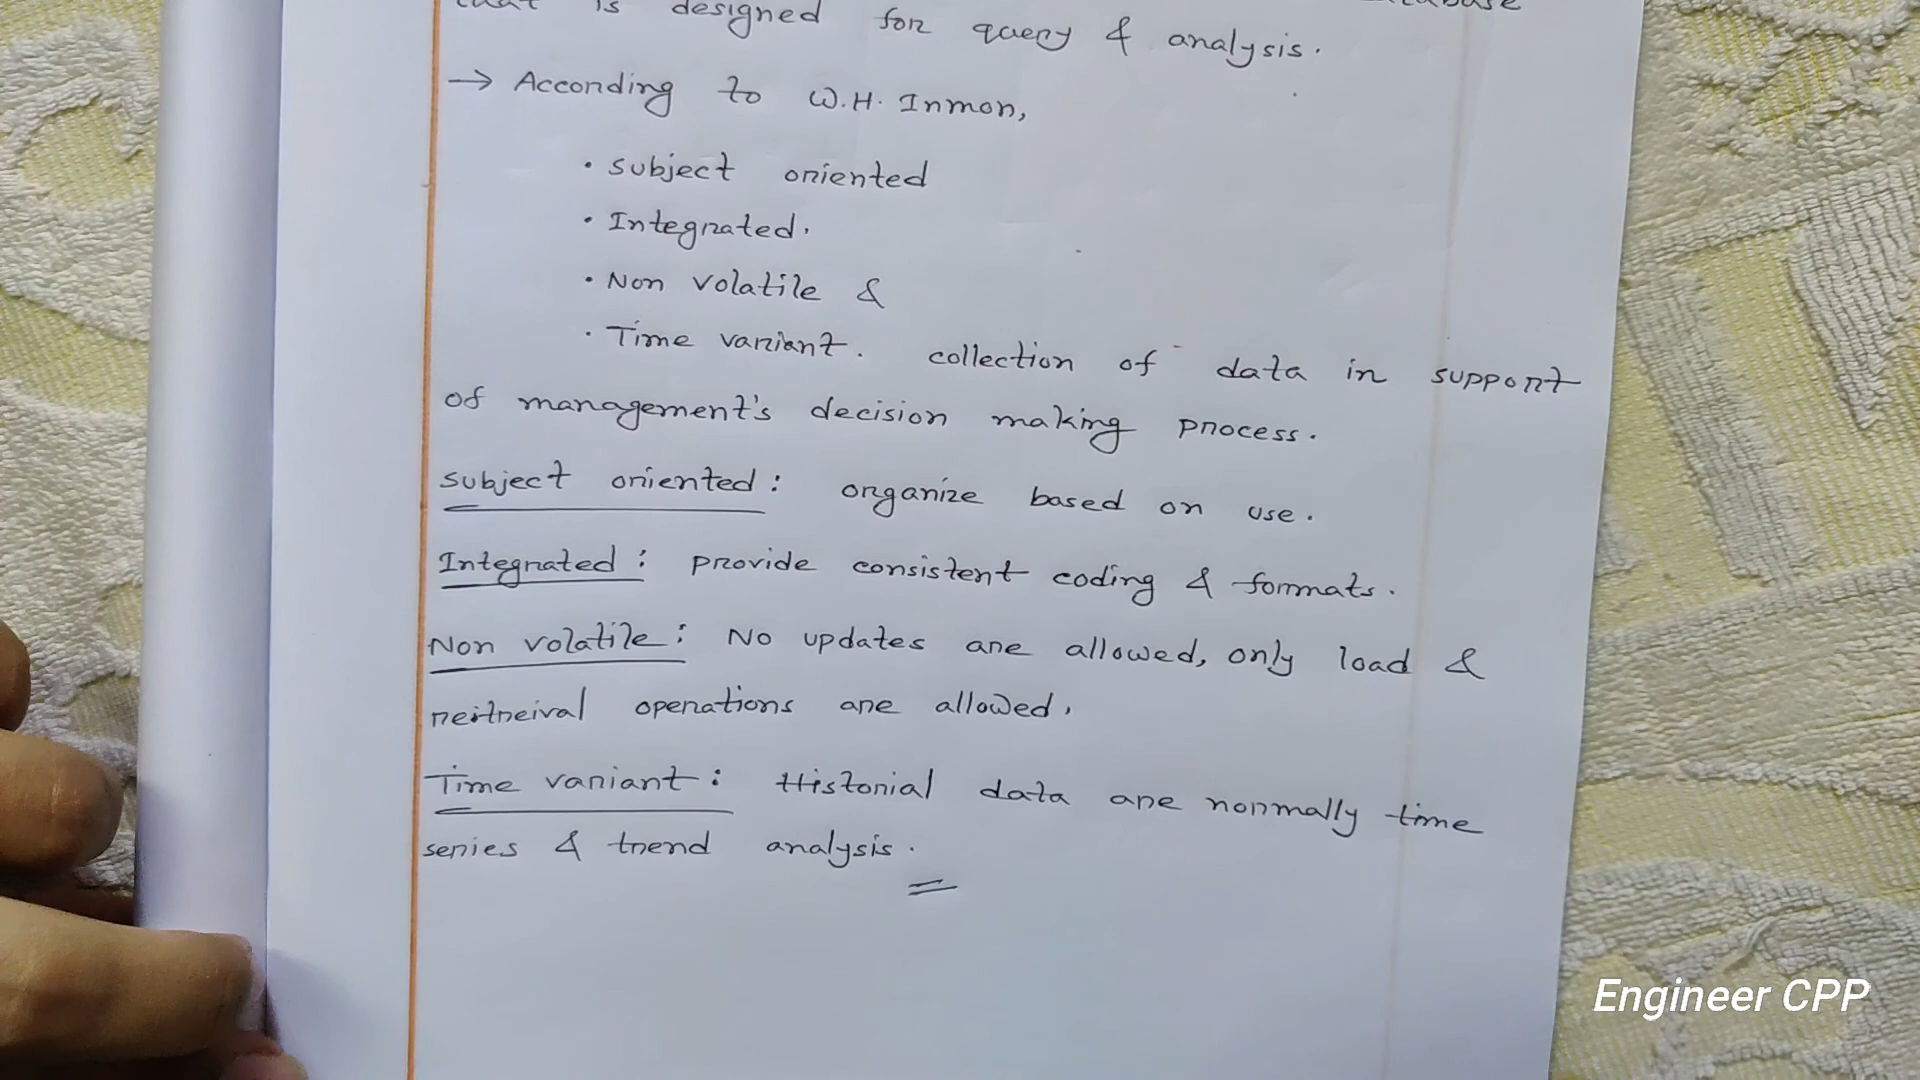 is designed for query & analysis.
→ According to W.H. Inmon,
• subject oriented
• Integrated.
• Non volatile &
• Time variant. collection of data in support
of management's decision making process.
subject oriented: organize based on use.
Integrated: provide consistent coding & formats.
Non volatile: No updates are allowed, only load &
reitreival operations are allowed.
Time variant: Historial data are normally time
series & trend analysis.
Engineer CPP